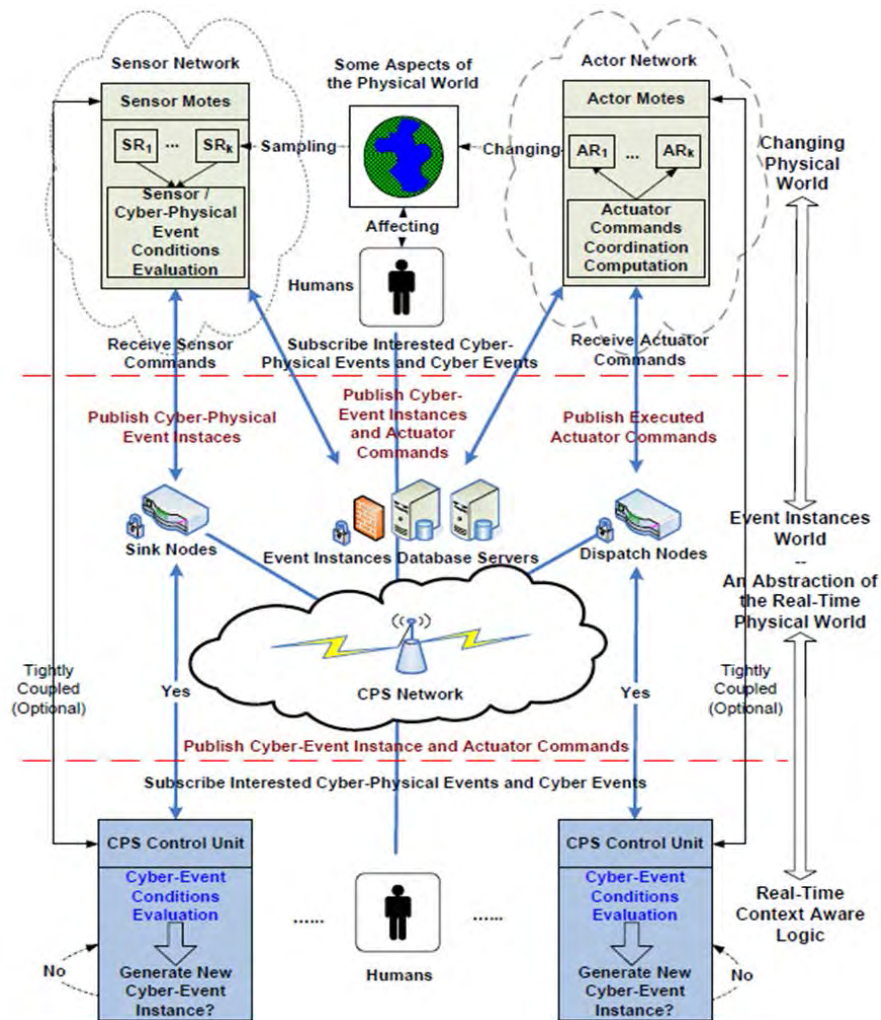 Sensor Network
Some Aspects of
the Physical World
Actor Network
Sensor Motes
SR1 ... SRk
Sensor /
Cyber-Physical
Event
Conditions
Evaluation
Sampling
Changing
Actor Motes
AR1 ... ARk
Actuator
Commands
Coordination
Computation
Changing
Physical
World
Affecting
Humans
Receive Sensor
Commands
Subscribe Interested Cyber-
Physical Events and Cyber Events
Receive Actuator
Commands
Publish Cyber-Physical
Event Instaces
Publish Cyber-
Event Instances
and Actuator
Commands
Publish Executed
Actuator Commands
Sink Nodes
Event Instances Database Servers
Dispatch Nodes
Event Instances
World
--
An Abstraction of
the Real-Time
Physical World
CPS Network
Tightly
Coupled
(Optional)
Yes
Yes
Tightly
Coupled
(Optional)
Publish Cyber-Event Instance and Actuator Commands
Subscribe Interested Cyber-Physical Events and Cyber Events
CPS Control Unit
Cyber-Event
Conditions
Evaluation
No
Generate New
Cyber-Event
Instance?
......
Humans
......
CPS Control Unit
Cyber-Event
Conditions
Evaluation
No
Generate New
Cyber-Event
Instance?
Real-Time
Context Aware
Logic